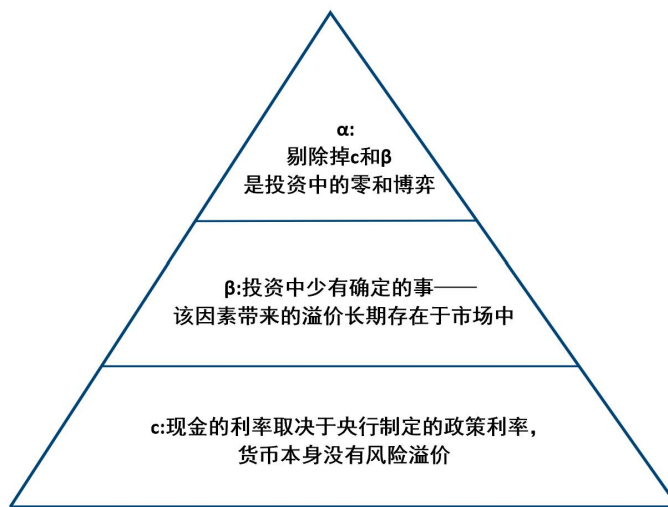 α:
剔除掉c和β
是投资中的零和博弈
β:投资中少有确定的事——
该因素带来的溢价长期存在于市场中
c:现金的利率取决于央行制定的政策利率，
货币本身没有风险溢价